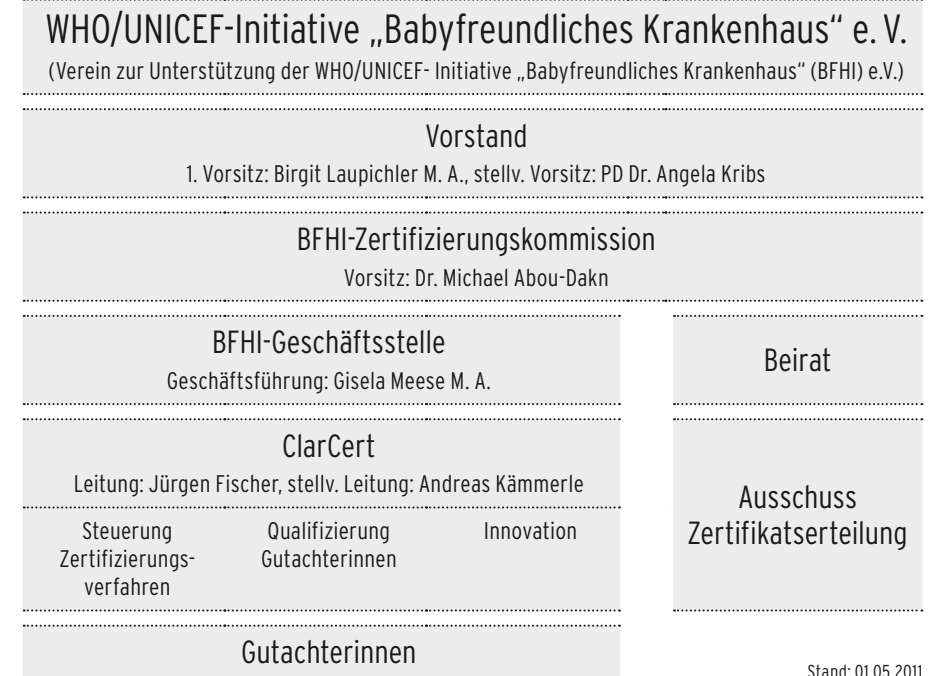 WHO/UNICEF-Initiative „Babyfreundliches Krankenhaus“ e. V.
(Verein zur Unterstützung der WHO/UNICEF- Initiative „Babyfreundliches Krankenhaus“ (BFHI) e.V.)
Vorstand
1. Vorsitz: Birgit Laupichler M. A., stellv. Vorsitz: PD Dr. Angela Kribs
BFHI-Zertifizierungskommission
Vorsitz: Dr. Michael Abou-Dakn
BFHI-Geschäftsstelle
Geschäftsführung: Gisela Meese M. A.
Beirat
ClarCert
Leitung: Jürgen Fischer, stellv. Leitung: Andreas Kämmerle
Steuerung
Zertifizierungs-
verfahren
Qualifizierung
Gutachterinnen
Innovation
Ausschuss
Zertifikatserteilung
Gutachterinnen
Stand: 01.05.2011